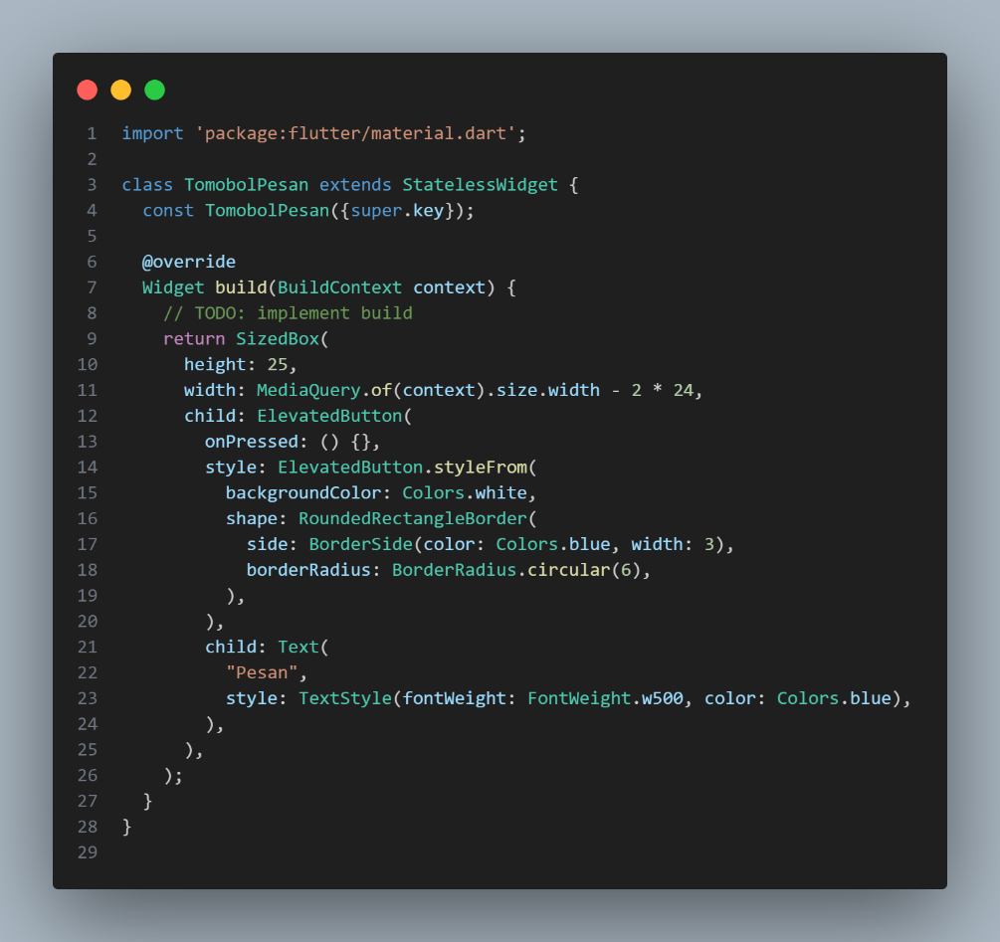 1 import 'package:flutter/material.dart';
2
3 class TomobolPesan extends StatelessWidget {
4   const TomobolPesan({super.key});
5
6   @override
7   Widget build(BuildContext context) {
8     // TODO: implement build
9     return SizedBox(
10       height: 25,
11       width: MediaQuery.of(context).size.width - 2 * 24,
12       child: ElevatedButton(
13         onPressed: () {},
14         style: ElevatedButton.styleFrom(
15           backgroundColor: Colors.white,
16           shape: RoundedRectangleBorder(
17             side: BorderSide(color: Colors.blue, width: 3),
18             borderRadius: BorderRadius.circular(6),
19           ),
20         ),
21         child: Text(
22           "Pesan",
23           style: TextStyle(fontWeight: FontWeight.w500, color: Colors.blue),
24         ),
25       ),
26     );
27   }
28 }
29